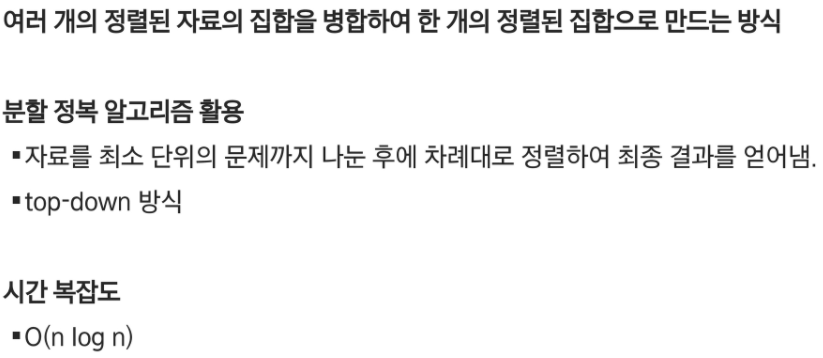 여러 개의 정렬된 자료의 집합을 병합하여 한 개의 정렬된 집합으로 만드는 방식
분할 정복 알고리즘 활용
▪자료를 최소 단위의 문제까지 나눈 후에 차례대로 정렬하여 최종 결과를 얻어냄.
▪top-down 방식
시간 복잡도
▪O(n log n)